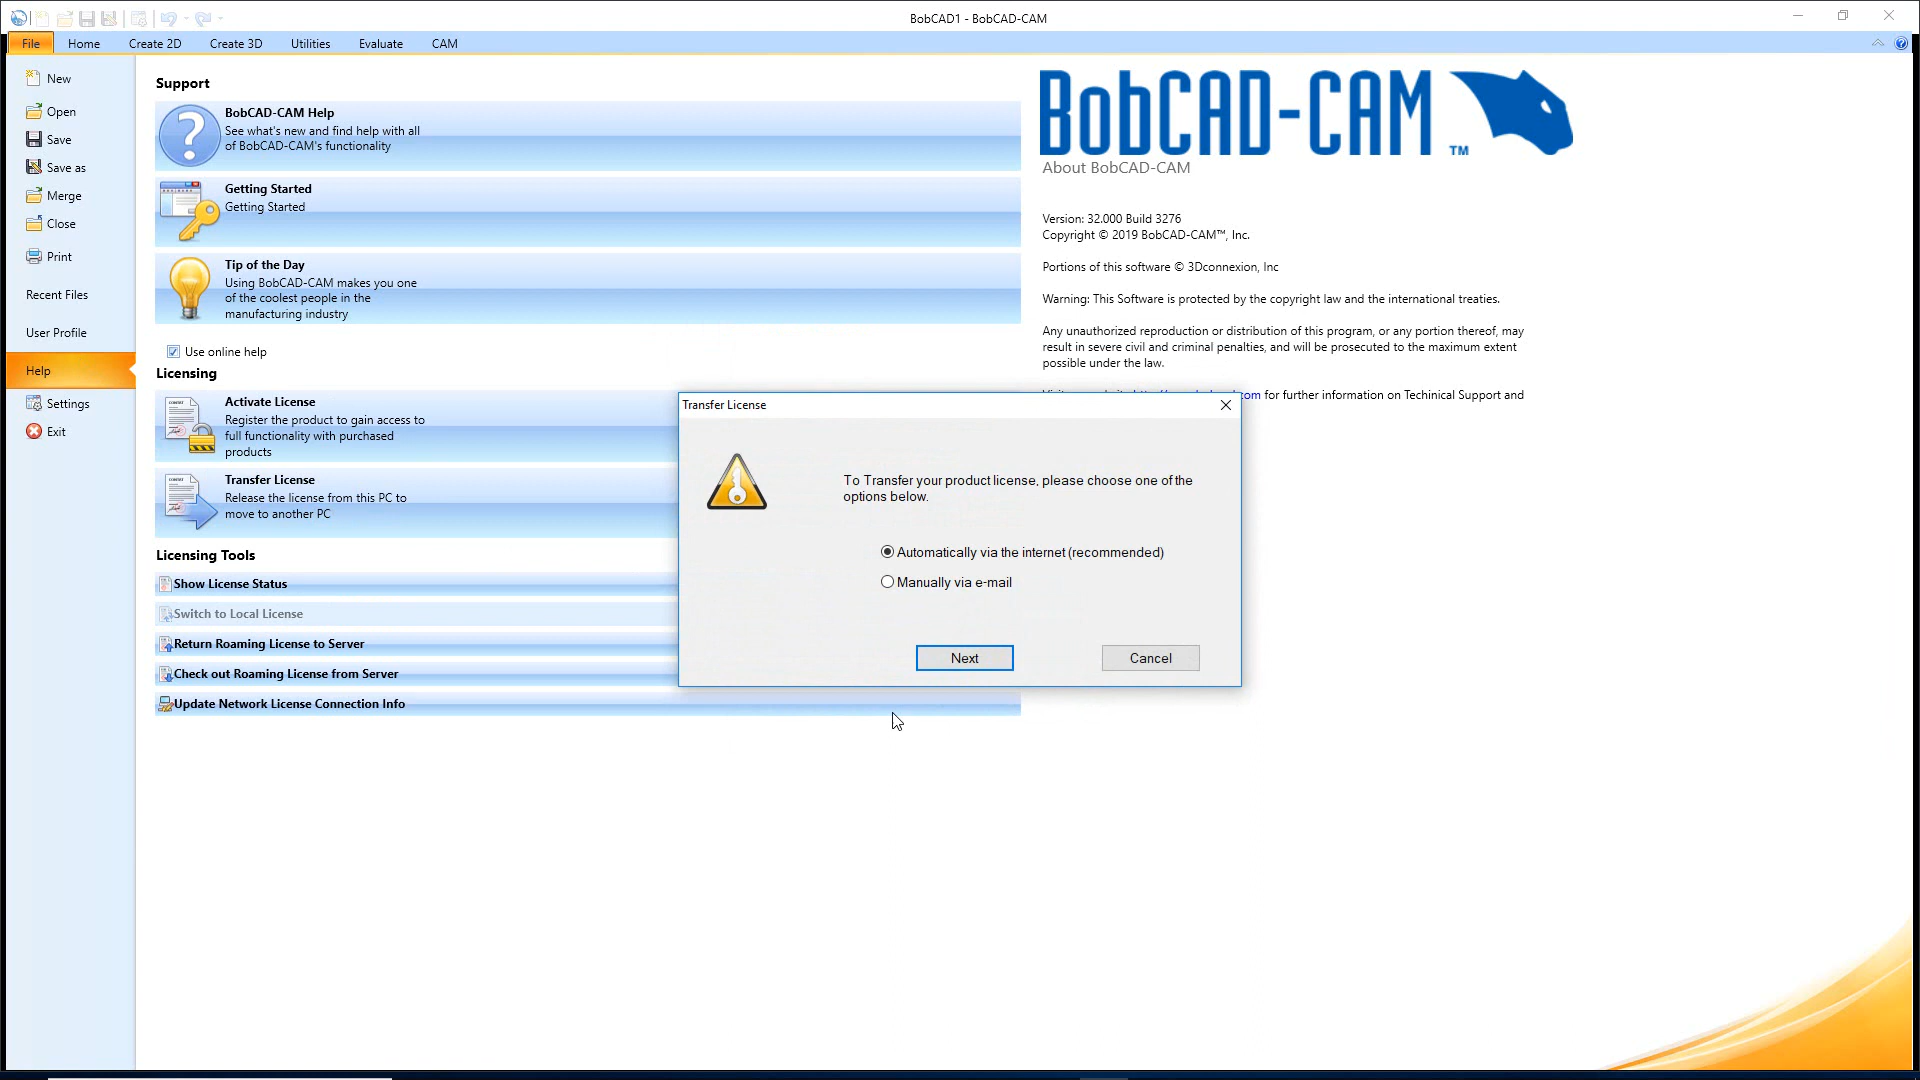 BobCAD1 - BobCAD-CAM
File Home Create 2D Create 3D Utilities Evaluate CAM
New
Open
Save
Save as
Merge
Close
Print
Recent Files
User Profile
Help
Settings
Exit
Support
BobCAD-CAM Help
See what's new and find help with all
of BobCAD-CAM's functionality
Getting Started
Getting Started
Tip of the Day
Using BobCAD-CAM makes you one
of the coolest people in the
manufacturing industry
Use online help
Licensing
Activate License
Register the product to gain access to
full functionality with purchased
products
Transfer License
Release the license from this PC to
move to another PC
Licensing Tools
Show License Status
Switch to Local License
Return Roaming License to Server
Check out Roaming License from Server
Update Network License Connection Info
BobCAD-CAM TM
About BobCAD-CAM
Version: 32.000 Build 3276
Copyright © 2019 BobCAD-CAM™, Inc.
Portions of this software © 3Dconnexion, Inc
Warning: This Software is protected by the copyright law and the international treaties.
Any unauthorized reproduction or distribution of this program, or any portion thereof, may
result in severe civil and criminal penalties, and will be prosecuted to the maximum extent
possible under the law.
com for further information on Techinical Support and
Transfer License
To Transfer your product license, please choose one of the
options below.
Automatically via the internet (recommended)
Manually via e-mail
Next Cancel